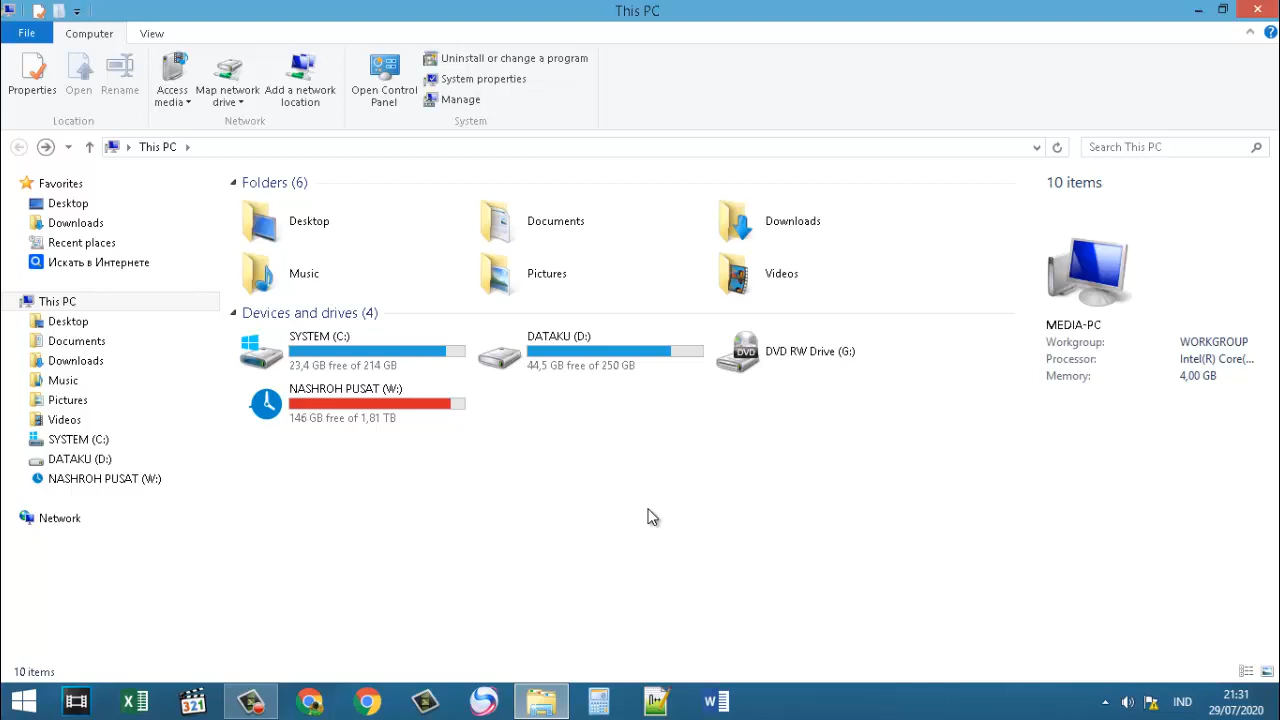 This PC
File
Computer
View
Properties
Open
Rename
Access media
Map network drive
Add a network location
Open Control Panel
Uninstall or change a program
System properties
Manage
Location
Network
System
This PC
Search This PC
Favorites
Desktop
Downloads
Recent places
Искать в Интернете
This PC
Desktop
Documents
Downloads
Music
Pictures
Videos
SYSTEM (C:)
DATAKU (D:)
NASHROH PUSAT (W:)
Network
Folders (6)
Desktop
Documents
Downloads
Music
Pictures
Videos
Devices and drives (4)
SYSTEM (C:)
23,4 GB free of 214 GB
DATAKU (D:)
44,5 GB free of 250 GB
DVD
DVD RW Drive (G:)
NASHROH PUSAT (W:)
146 GB free of 1,81 TB
10 items
MEDIA-PC
Workgroup: WORKGROUP
Processor: Intel(R) Core(...
Memory: 4,00 GB
10 items
321
IND
21:31
29/07/2020